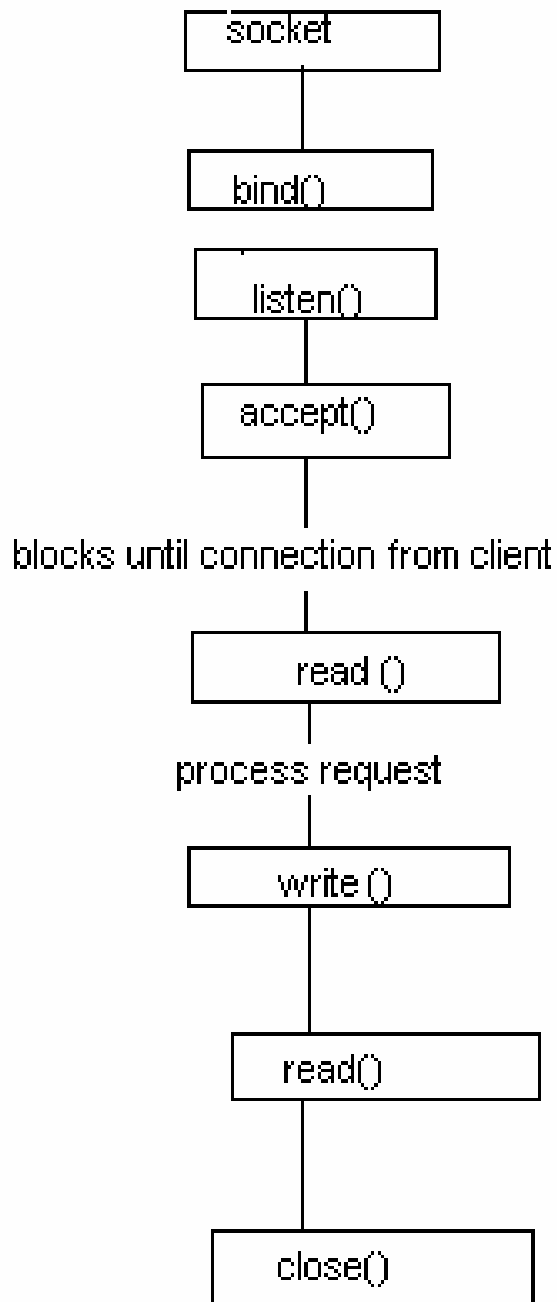 socket
bind()
listen()
accept()
blocks until connection from client
read ()
process request
write ()
read()
close()